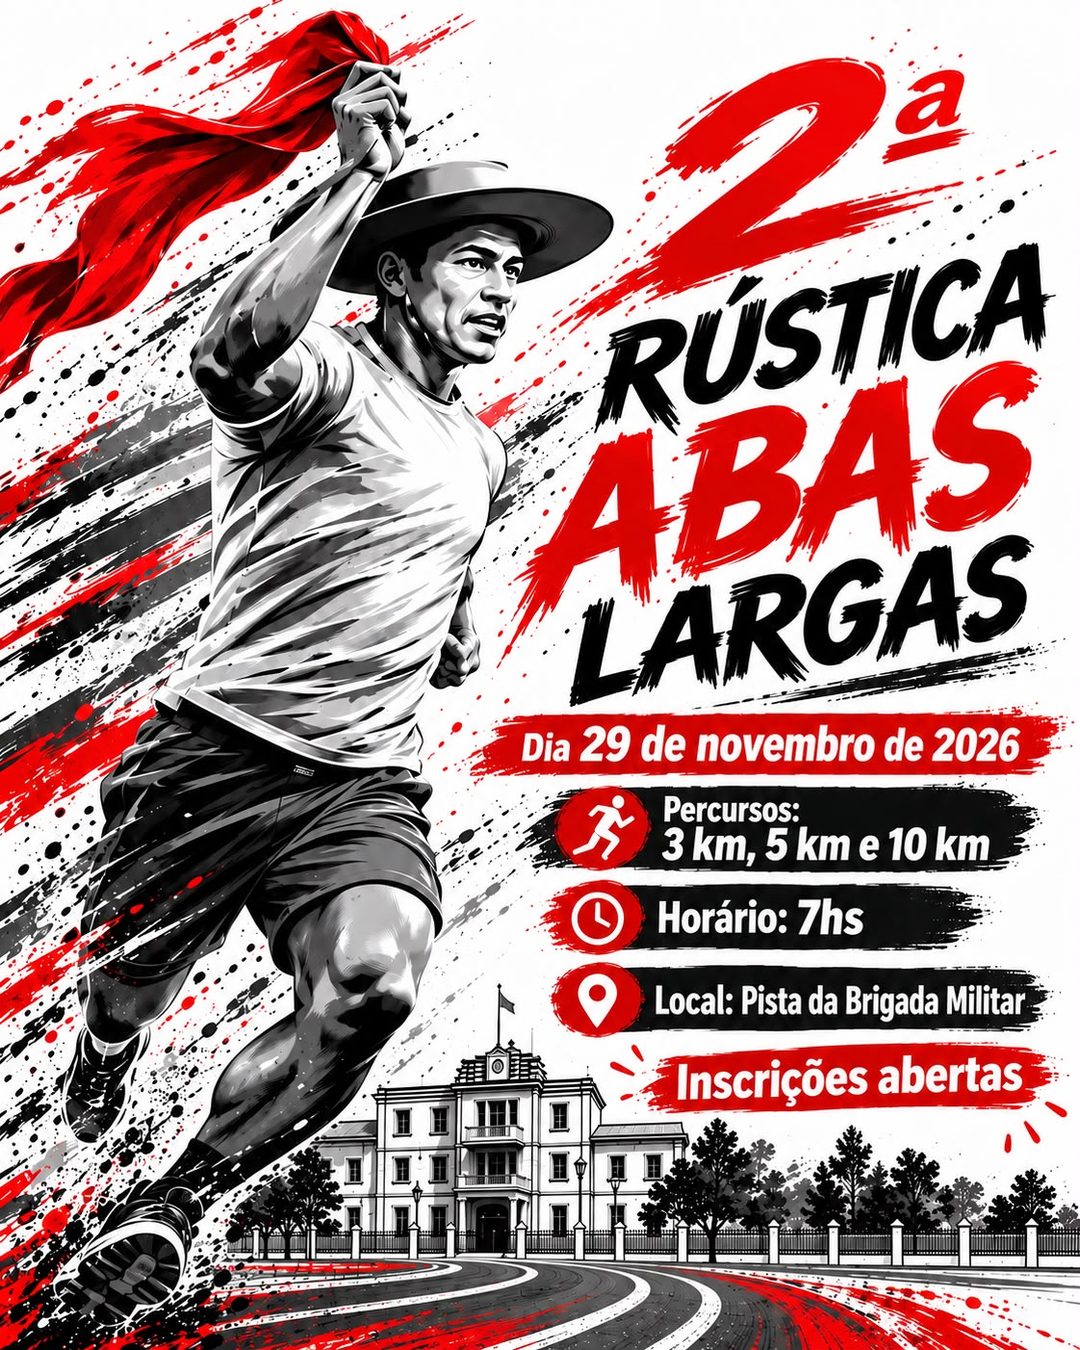 2ª
RÚSTICA
ABAS
LARGAS
Dia 29 de novembro de 2026
Percursos:
3 km, 5 km e 10 km
Horário: 7hs
Local: Pista da Brigada Militar
Inscrições abertas